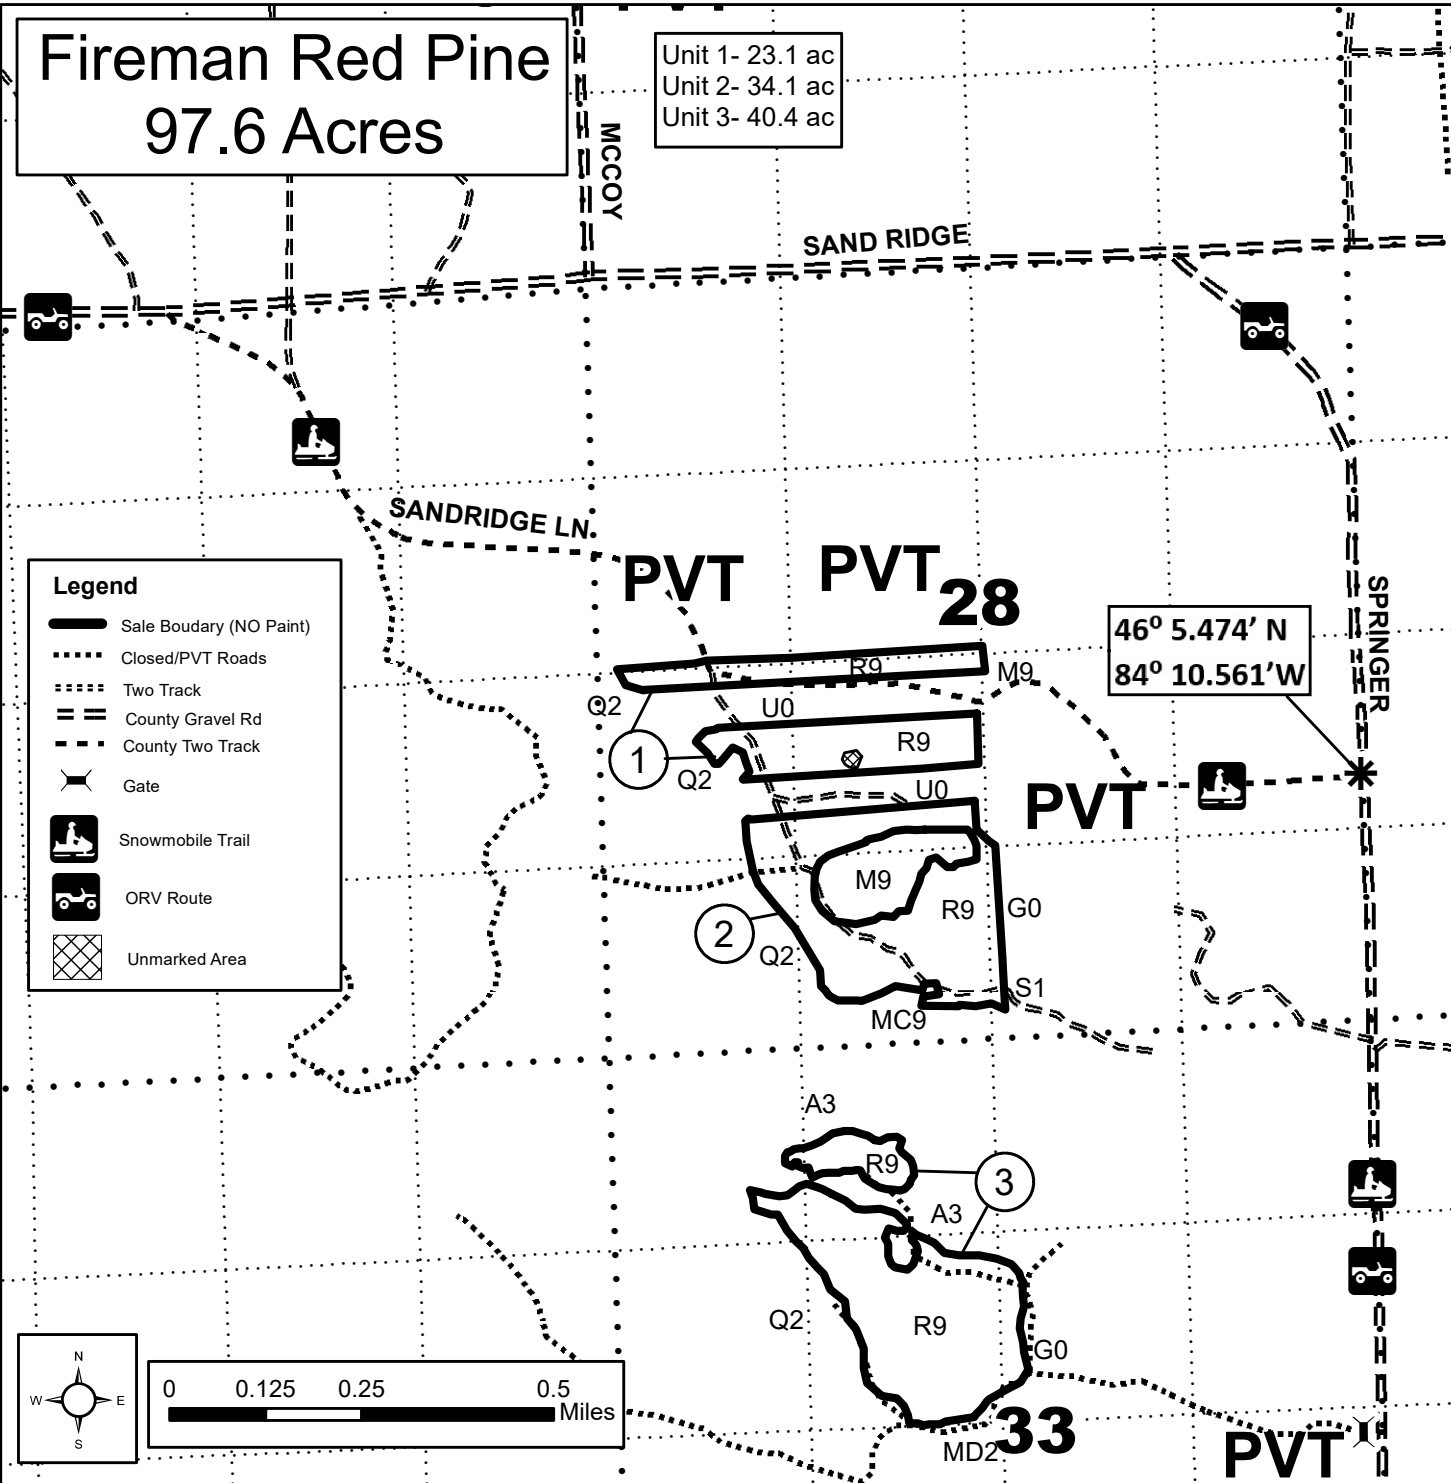 Fireman Red Pine
97.6 Acres
Unit 1- 23.1 ac
Unit 2- 34.1 ac
Unit 3- 40.4 ac
MCCOY
SAND RIDGE
SANDRIDGE LN
PVT
PVT
28
Legend
Sale Boudary (NO Paint)
Closed/PVT Roads
Two Track
County Gravel Rd
County Two Track
Gate
Snowmobile Trail
ORV Route
Unmarked Area
46⁰ 5.474’ N
84⁰ 10.561’W
SPRINGER
R9
M9
Q2
U0
1
R9
Q2
U0
PVT
M9
R9
G0
2
Q2
S1
MC9
A3
R9
3
A3
Q2
R9
G0
33
MD2
PVT
N
W
E
S
0 0.125 0.25 0.5
Miles